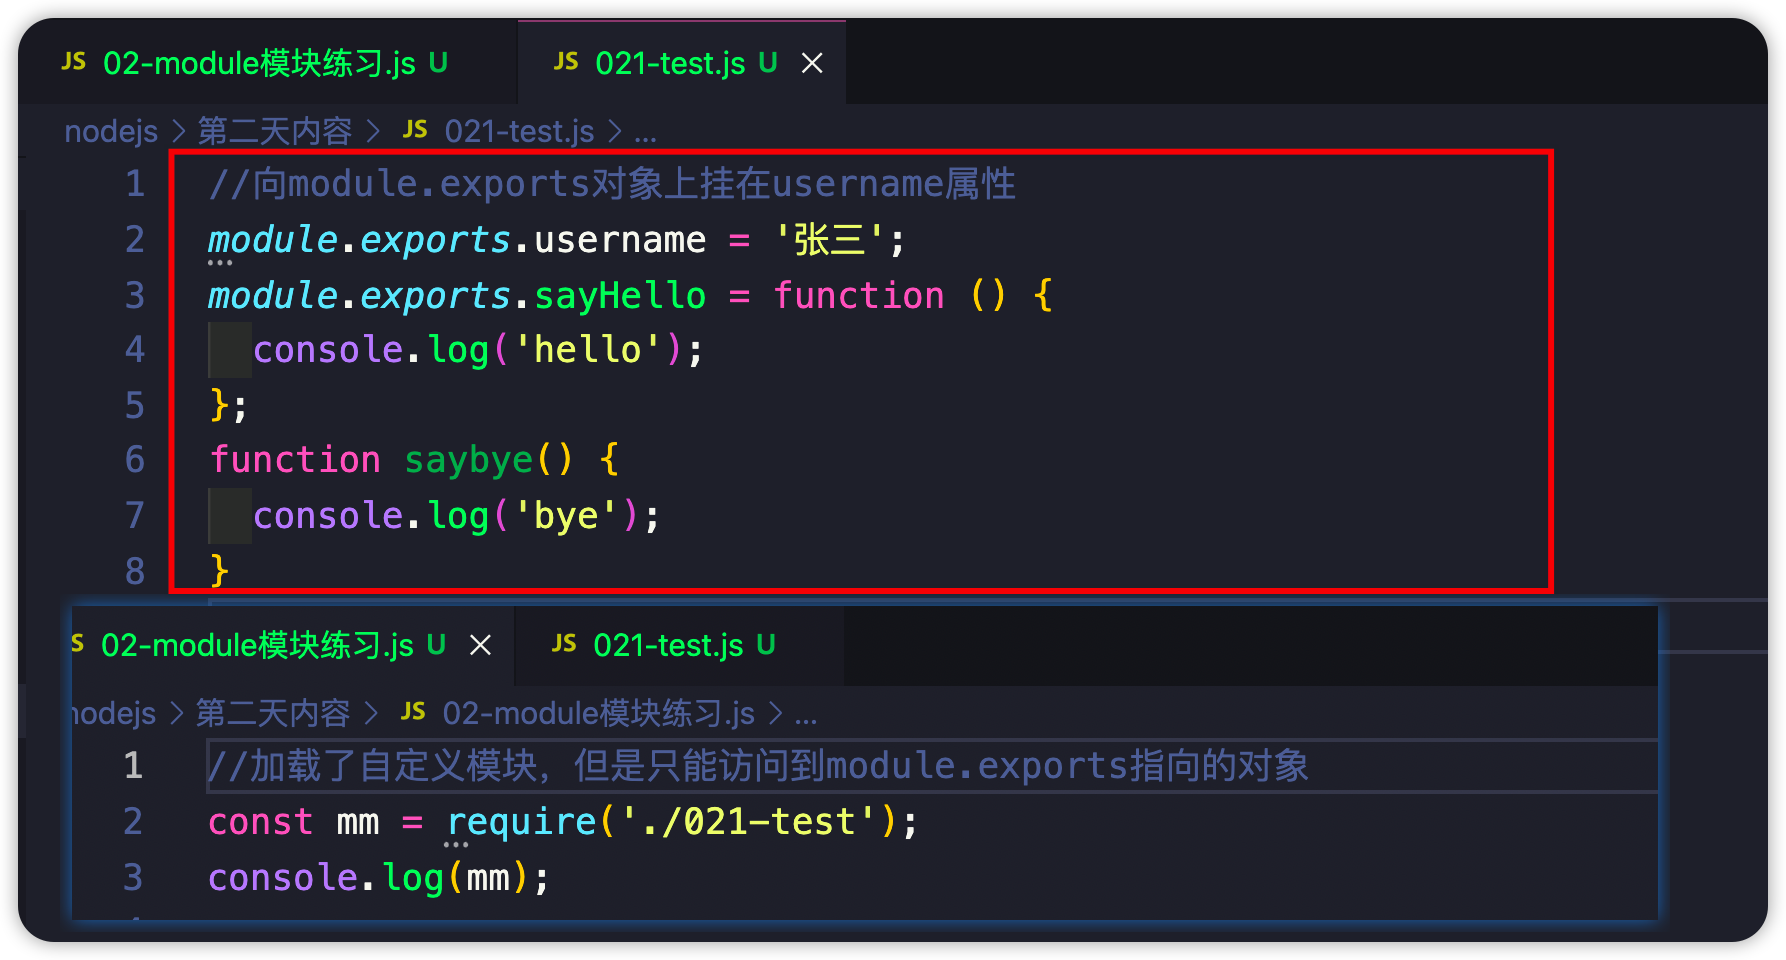 JS 02-module模块练习.js U JS 021-test.js U
nodejs > 第二天内容 > JS 021-test.js > ...
1 //向module.exports对象上挂在username属性
2 module.exports.username = '张三';
3 module.exports.sayHello = function () {
4 console.log('hello');
5 };
6 function saybye() {
7 console.log('bye');
8 }
S 02-module模块练习.js U JS 021-test.js U
nodejs > 第二天内容 > JS 02-module模块练习.js > ...
1 //加载了自定义模块，但是只能访问到module.exports指向的对象
2 const mm = require('./021-test');
3 console.log(mm);